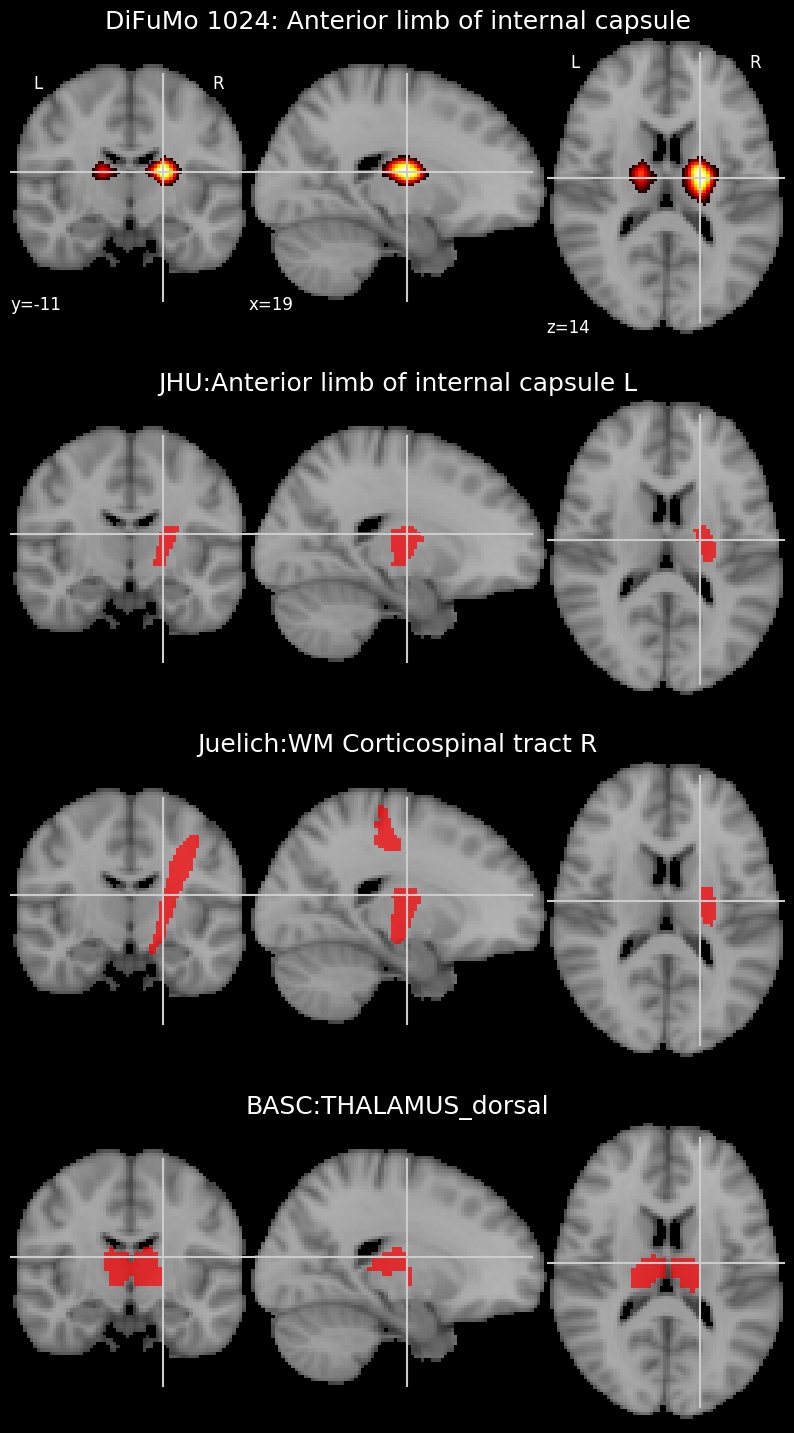 DiFuMo 1024: Anterior limb of internal capsule
L R L R
y=-11 x=19 z=14
JHU:Anterior limb of internal capsule L
Juelich:WM Corticospinal tract R
BASC:THALAMUS_dorsal